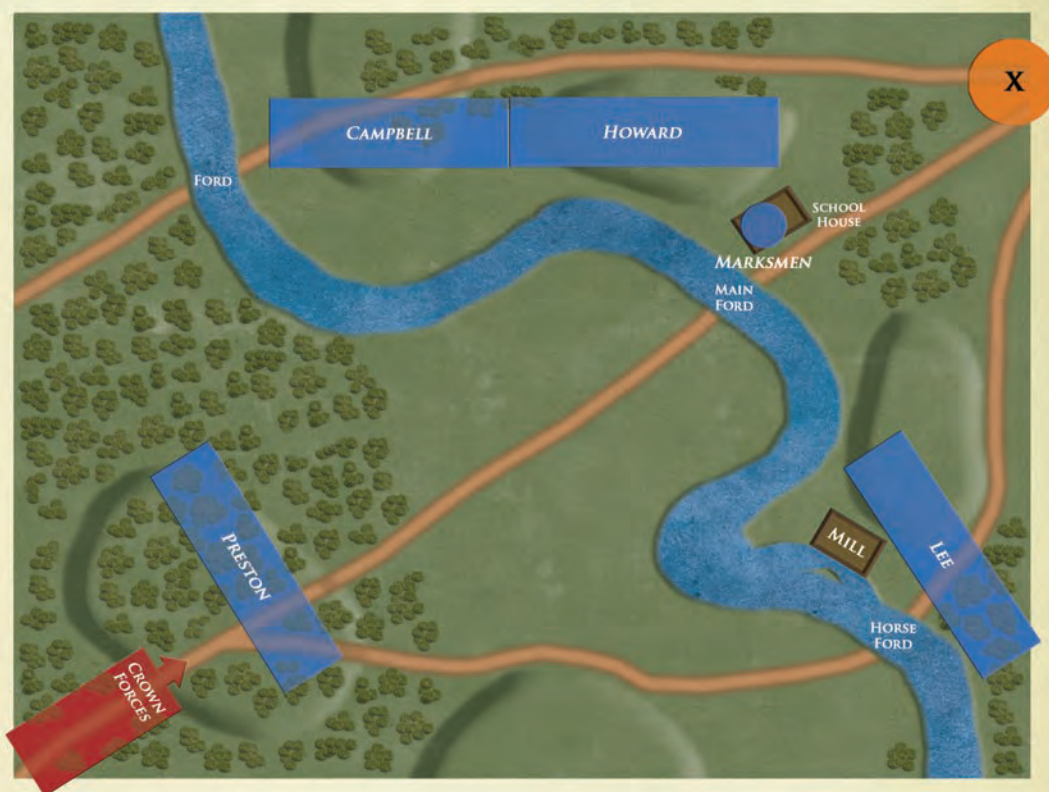 X
CAMPBELL
HOWARD
FORD
SCHOOL
HOUSE
MARKSMEN
MAIN
FORD
PRESTON
MILL
LEE
HORSE
FORD
CROWN
FORCES